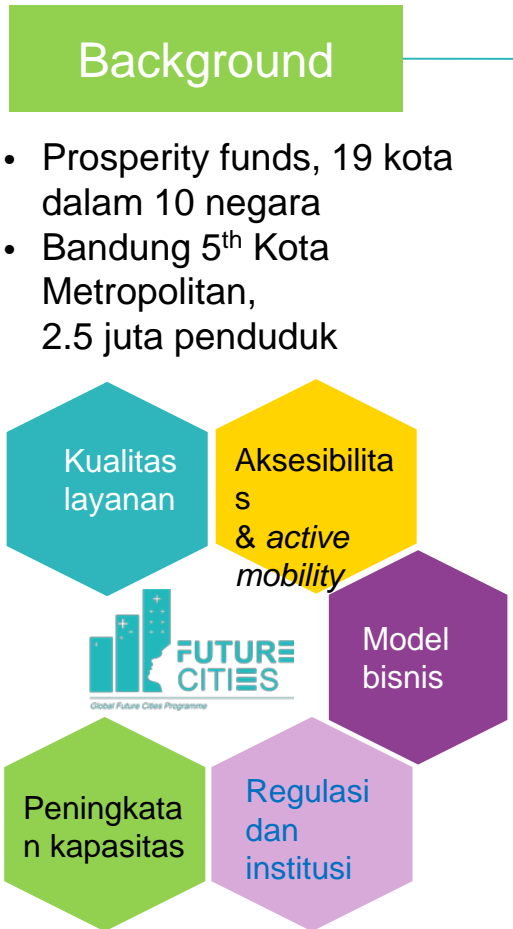 Background
• Prosperity funds, 19 kota
dalam 10 negara
• Bandung 5th Kota
Metropolitan,
2.5 juta penduduk
Kualitas
layanan
Aksesibilita
s
& active
mobility
FUTURE
CITIES
Global Future Cities Programme
Model
bisnis
Peningkata
n kapasitas
Regulasi
dan
institusi